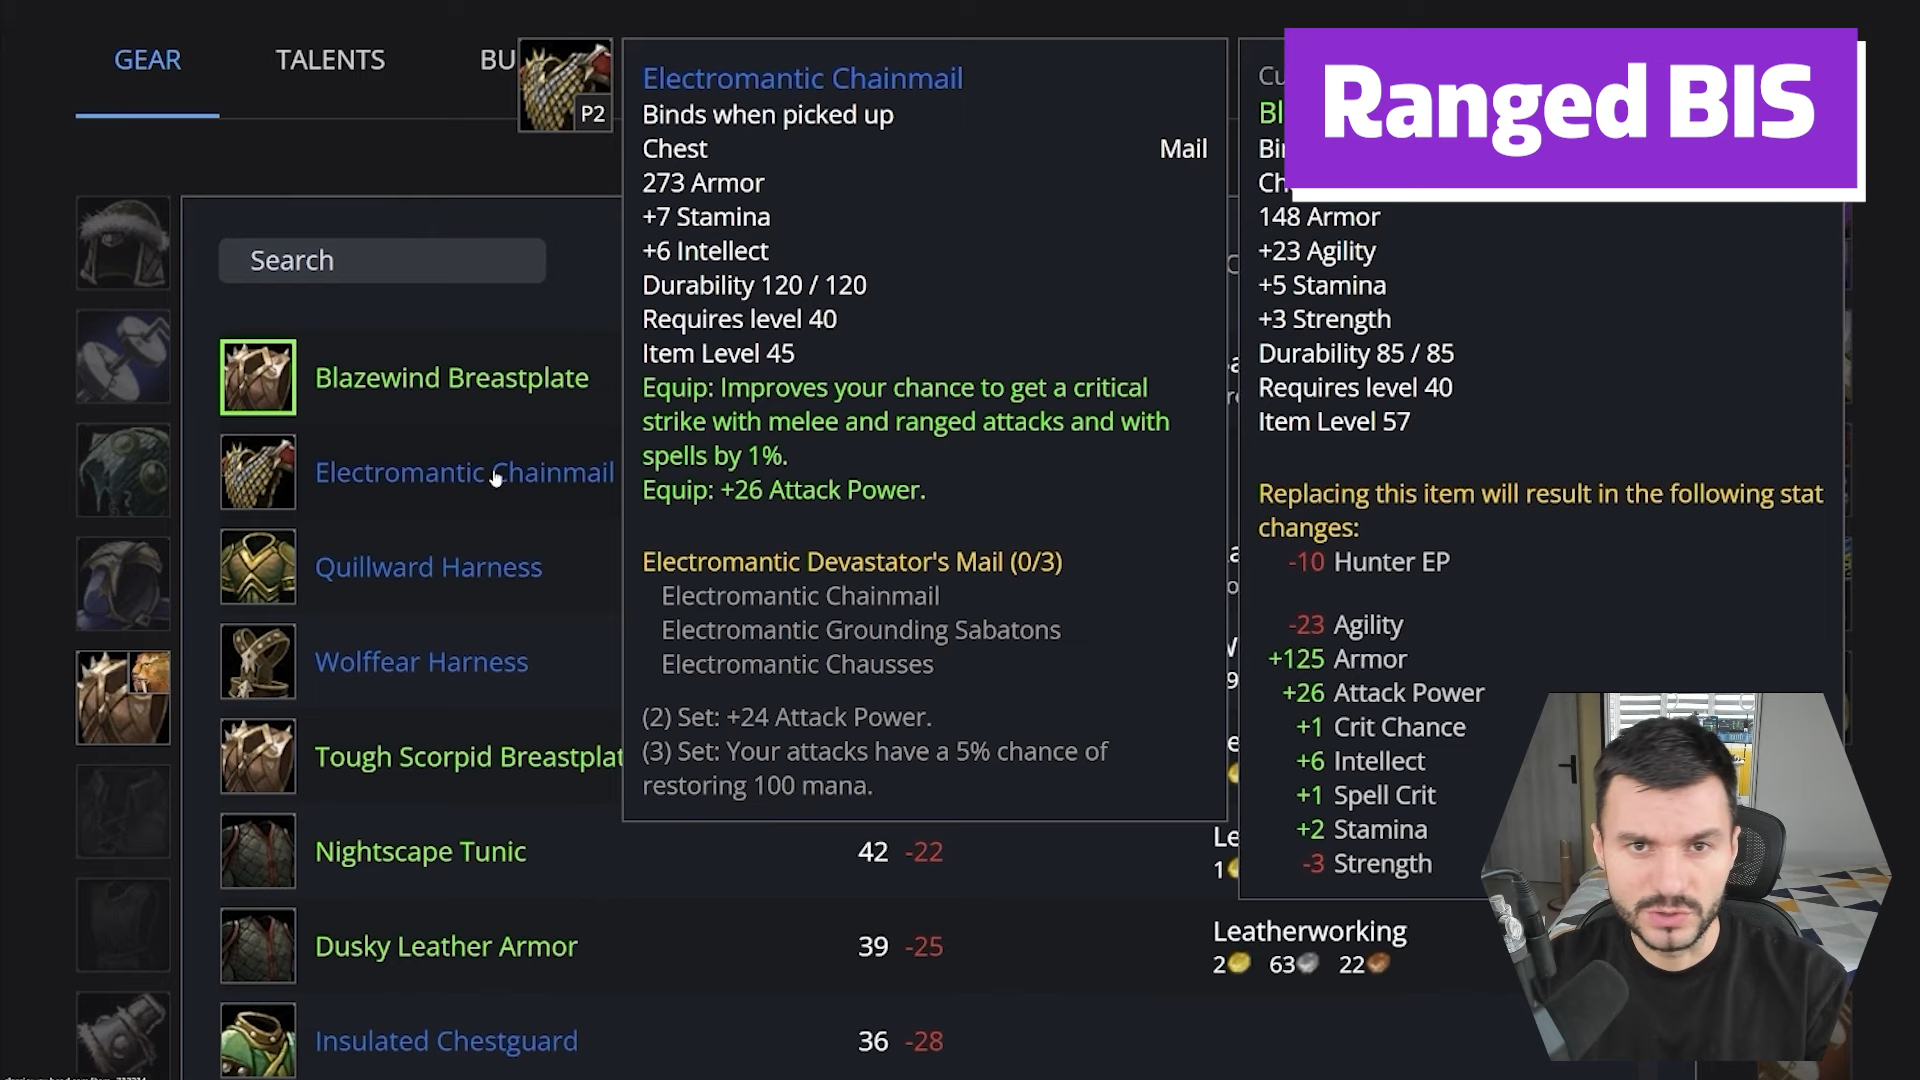 GEAR
TALENTS
BU
P2
Search
Blazewind Breastplate
Electromantic Chainmail
Quillward Harness
Wolffear Harness
Tough Scorpid Breastplat
Nightscape Tunic
42 -22
Dusky Leather Armor
39 -25
Insulated Chestguard
36 -28
Electromantic Chainmail
Binds when picked up
Chest Mail
273 Armor
+7 Stamina
+6 Intellect
Durability 120 / 120
Requires level 40
Item Level 45
Equip: Improves your chance to get a critical
strike with melee and ranged attacks and with
spells by 1%.
Equip: +26 Attack Power.
Electromantic Devastator's Mail (0/3)
Electromantic Chainmail
Electromantic Grounding Sabatons
Electromantic Chausses
(2) Set: +24 Attack Power.
(3) Set: Your attacks have a 5% chance of
restoring 100 mana.
Ranged BIS
Cu
Bl
Bi
Ch
148 Armor
+23 Agility
+5 Stamina
+3 Strength
Durability 85 / 85
Requires level 40
Item Level 57
Replacing this item will result in the following stat
changes:
-10 Hunter EP
-23 Agility
+125 Armor
+26 Attack Power
+1 Crit Chance
+6 Intellect
+1 Spell Crit
+2 Stamina
-3 Strength
Le
1
Leatherworking
2 63 22